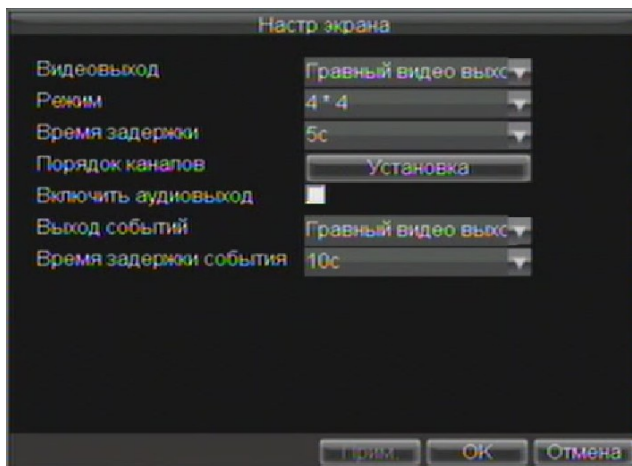 Настр экрана
Видеовыход Гравный видео выхс
Режим 4 * 4
Время задержки 5с
Порядок каналов Установка
Включить аудиовыход
Выход событий Гравный видео выхс
Время задержки события 10с
Прим. OK Отмена